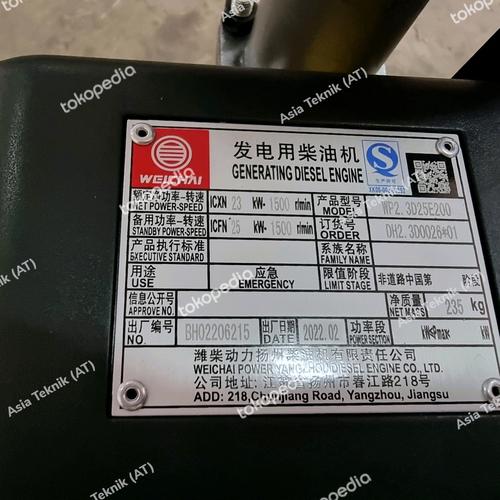 tokopedia
Asia Teknik (AT)
WEICHAI
发电用柴油机
GENERATING DIESEL ENGINE
额定功率-转速 ICXN 23 kW- 1500 r/min 产品型号 WP2.3D25E200
NET POWER-SPEED MODEL
备用功率-转速 ICFN 25 kW- 1500 r/min 订货号 DH2.3D0026*01
STANDBY POWER-SPEED ORDER
产品执行标准 系族名称
EXECUTIVE STANDARD FAMILY NAME
用途 应急 限值阶段 非道路中国第 阶段
USE EMERGENCY LIMIT STAGE
信息公开号 净质量 235 kg
APPROVE NO. NET MASS
出厂编号 BH02206215 出厂日期 2022.02 功率段 kW≤Pmax< kW
NO. DATE POWER SECTION
潍柴动力扬州柴油机有限责任公司
WEICHAI POWER YANGZHOU DIESEL ENGINE CO., LTD.
公司地址: 江苏省扬州市春江路218号
ADD: 218, Chunjiang Road, Yangzhou, Jiangsu